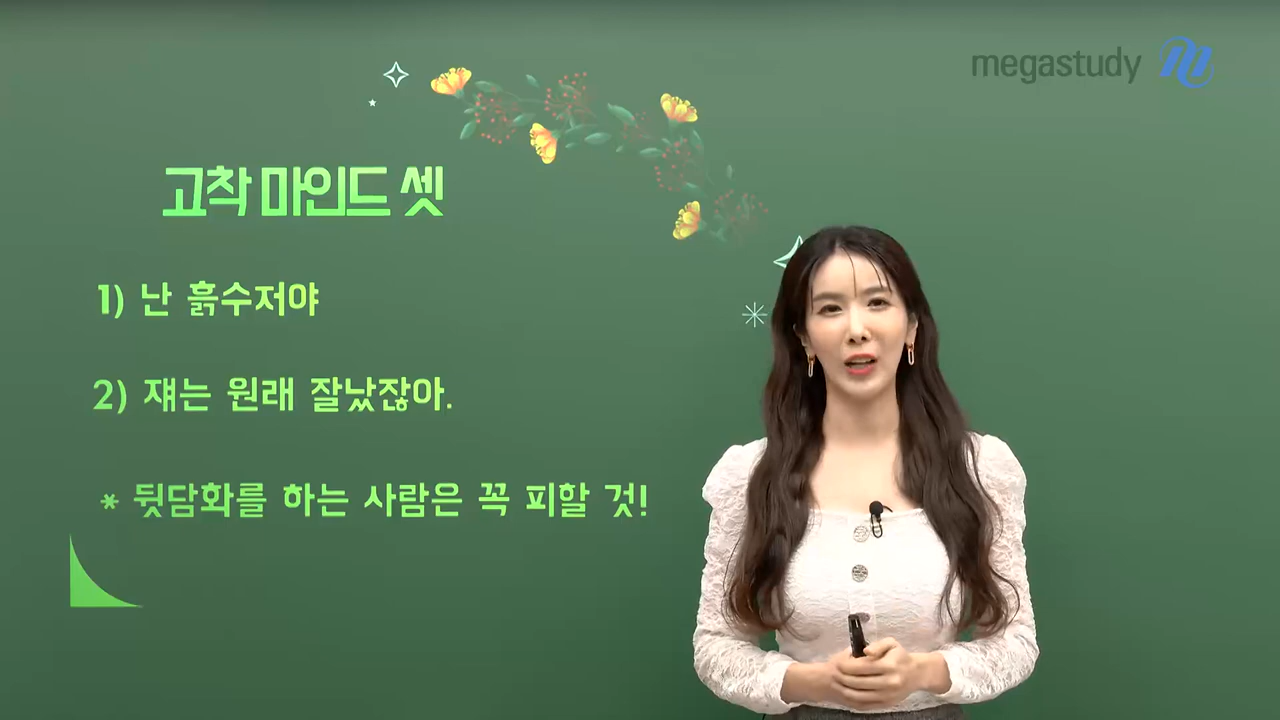 megastudy
고착 마인드 셋
1) 난 흙수저야
2) 쟤는 원래 잘났잖아.
* 뒷담화를 하는 사람은 꼭 피할 것!